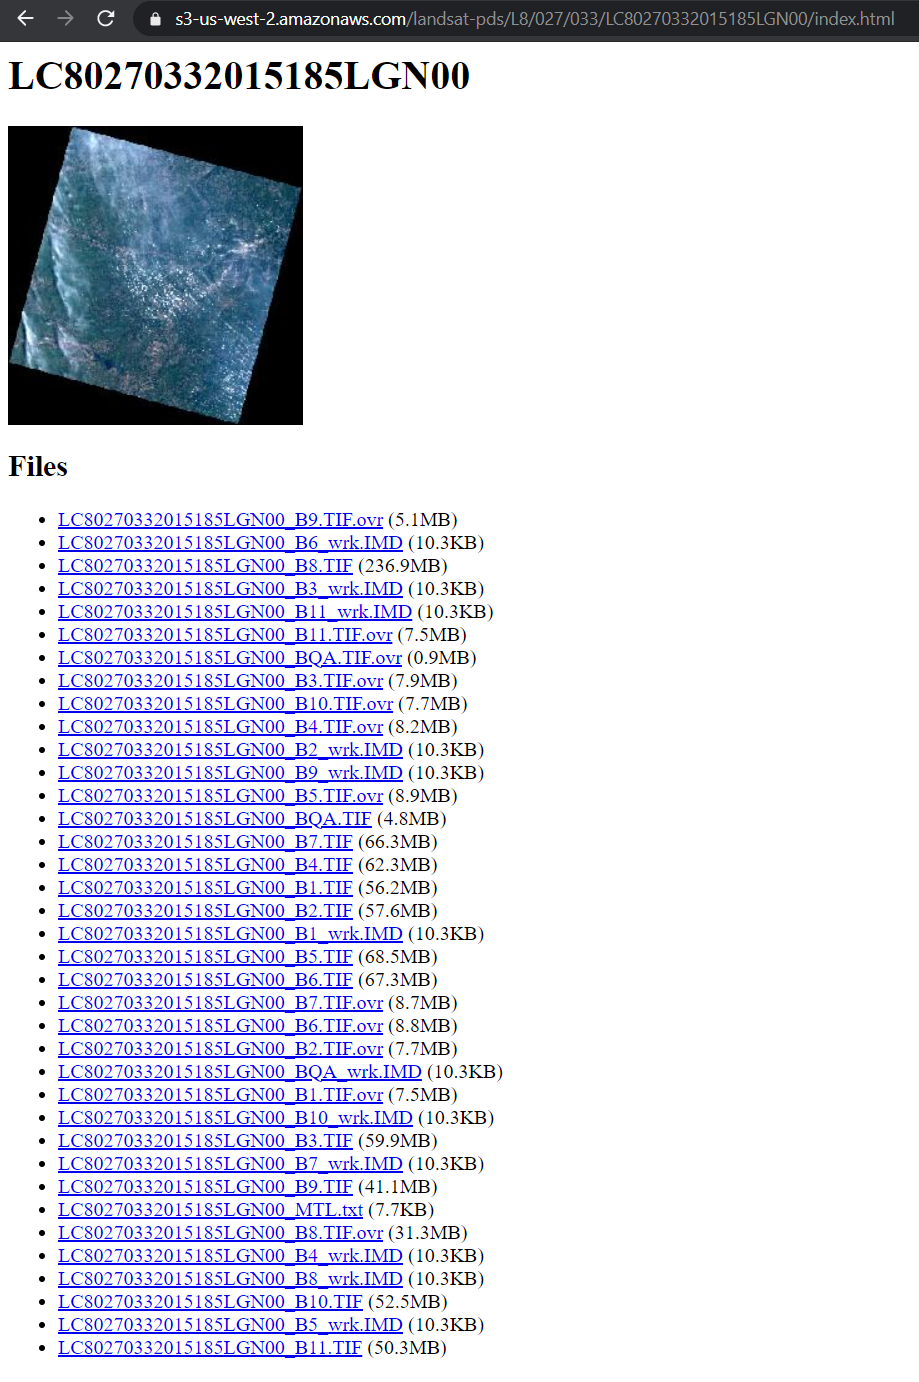 s3-us-west-2.amazonaws.com/landsat-pds/L8/027/033/LC80270332015185LGN00/index.html
LC80270332015185LGN00
Files
LC80270332015185LGN00_B9.TIF.ovr (5.1MB)
LC80270332015185LGN00_B6_wrk.IMD (10.3KB)
LC80270332015185LGN00_B8.TIF (236.9MB)
LC80270332015185LGN00_B3_wrk.IMD (10.3KB)
LC80270332015185LGN00_B11_wrk.IMD (10.3KB)
LC80270332015185LGN00_B11.TIF.ovr (7.5MB)
LC80270332015185LGN00_BQA.TIF.ovr (0.9MB)
LC80270332015185LGN00_B3.TIF.ovr (7.9MB)
LC80270332015185LGN00_B10.TIF.ovr (7.7MB)
LC80270332015185LGN00_B4.TIF.ovr (8.2MB)
LC80270332015185LGN00_B2_wrk.IMD (10.3KB)
LC80270332015185LGN00_B9_wrk.IMD (10.3KB)
LC80270332015185LGN00_B5.TIF.ovr (8.9MB)
LC80270332015185LGN00_BQA.TIF (4.8MB)
LC80270332015185LGN00_B7.TIF (66.3MB)
LC80270332015185LGN00_B4.TIF (62.3MB)
LC80270332015185LGN00_B1.TIF (56.2MB)
LC80270332015185LGN00_B2.TIF (57.6MB)
LC80270332015185LGN00_B1_wrk.IMD (10.3KB)
LC80270332015185LGN00_B5.TIF (68.5MB)
LC80270332015185LGN00_B6.TIF (67.3MB)
LC80270332015185LGN00_B7.TIF.ovr (8.7MB)
LC80270332015185LGN00_B6.TIF.ovr (8.8MB)
LC80270332015185LGN00_B2.TIF.ovr (7.7MB)
LC80270332015185LGN00_BQA_wrk.IMD (10.3KB)
LC80270332015185LGN00_B1.TIF.ovr (7.5MB)
LC80270332015185LGN00_B10_wrk.IMD (10.3KB)
LC80270332015185LGN00_B3.TIF (59.9MB)
LC80270332015185LGN00_B7_wrk.IMD (10.3KB)
LC80270332015185LGN00_B9.TIF (41.1MB)
LC80270332015185LGN00_MTL.txt (7.7KB)
LC80270332015185LGN00_B8.TIF.ovr (31.3MB)
LC80270332015185LGN00_B4_wrk.IMD (10.3KB)
LC80270332015185LGN00_B8_wrk.IMD (10.3KB)
LC80270332015185LGN00_B10.TIF (52.5MB)
LC80270332015185LGN00_B5_wrk.IMD (10.3KB)
LC80270332015185LGN00_B11.TIF (50.3MB)